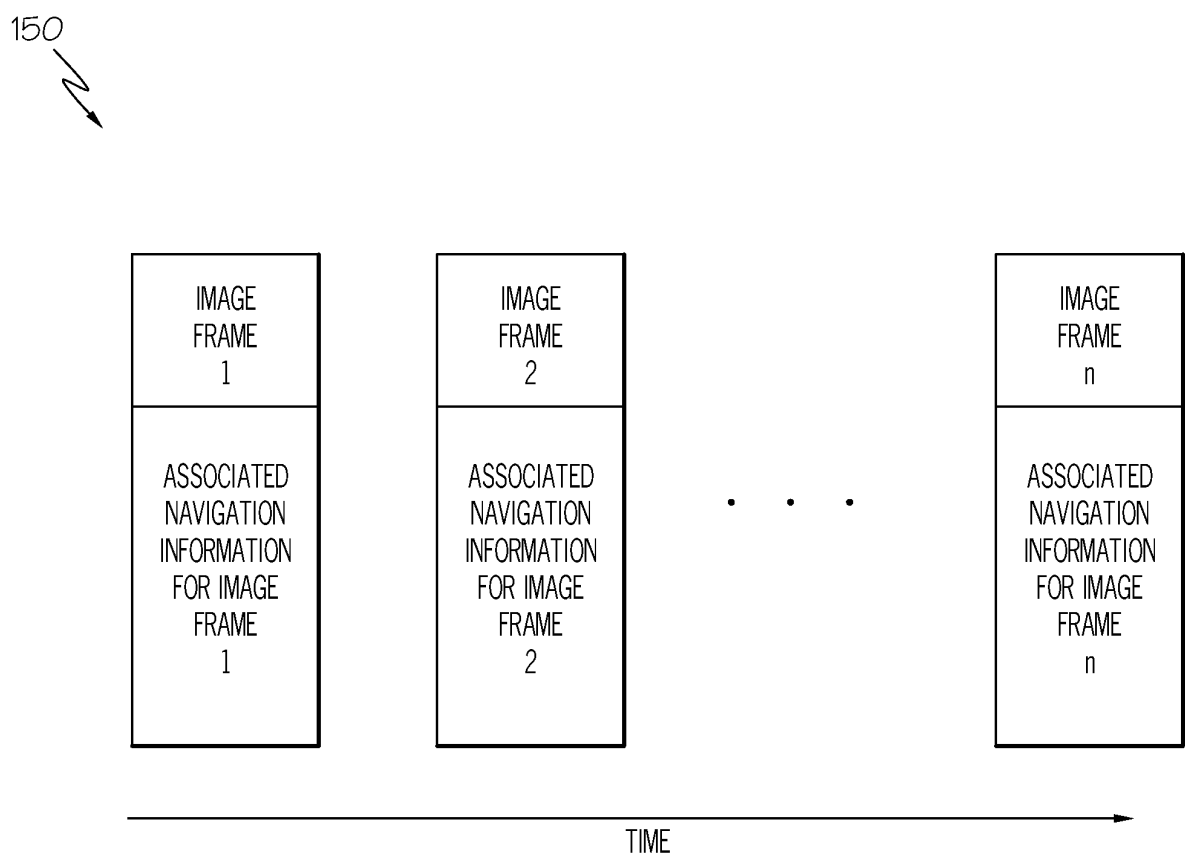 150
IMAGE
FRAME
1
ASSOCIATED
NAVIGATION
INFORMATION
FOR IMAGE
FRAME
1
IMAGE
FRAME
2
ASSOCIATED
NAVIGATION
INFORMATION
FOR IMAGE
FRAME
2
. . .
IMAGE
FRAME
n
ASSOCIATED
NAVIGATION
INFORMATION
FOR IMAGE
FRAME
n
TIME